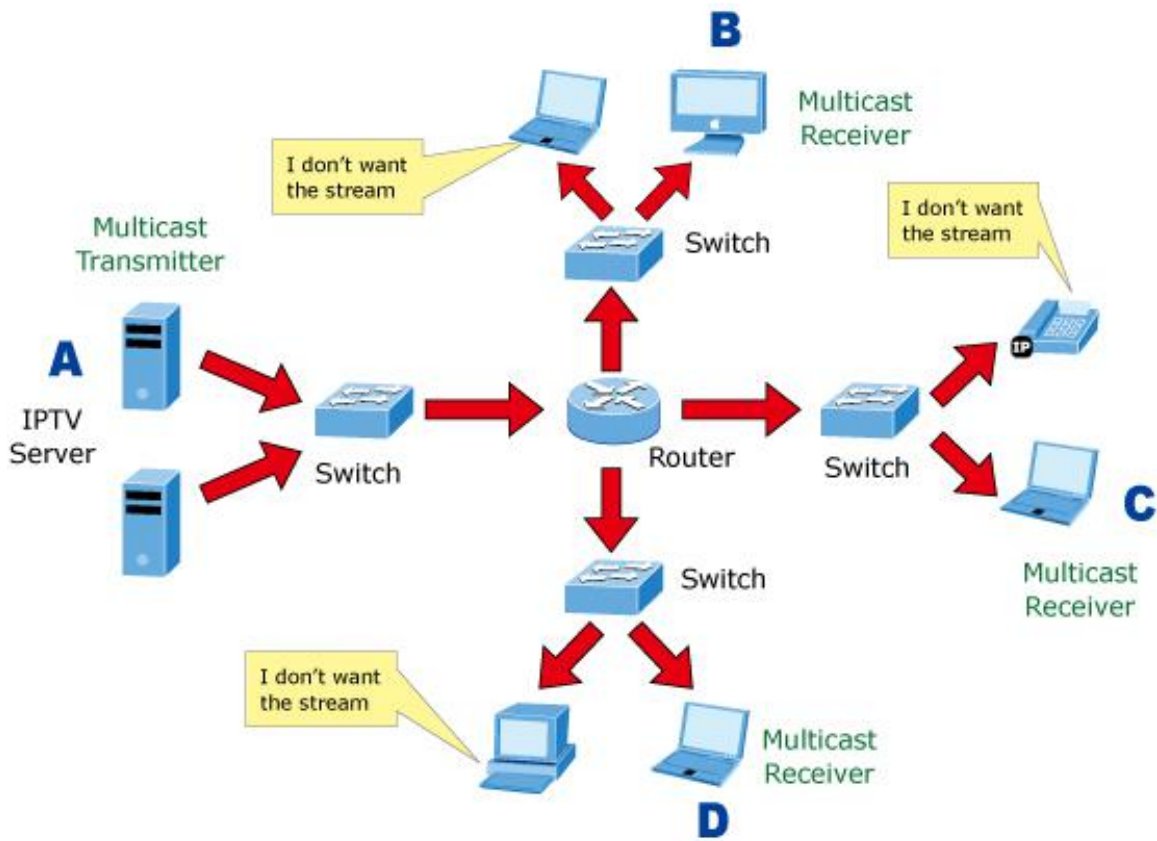 B
Multicast
Receiver
I don't want
the stream
Switch
I don't want
the stream
Multicast
Transmitter
A
IPTV
Server
Switch
Router
IP
Switch
C
Multicast
Receiver
Switch
I don't want
the stream
Multicast
Receiver
D